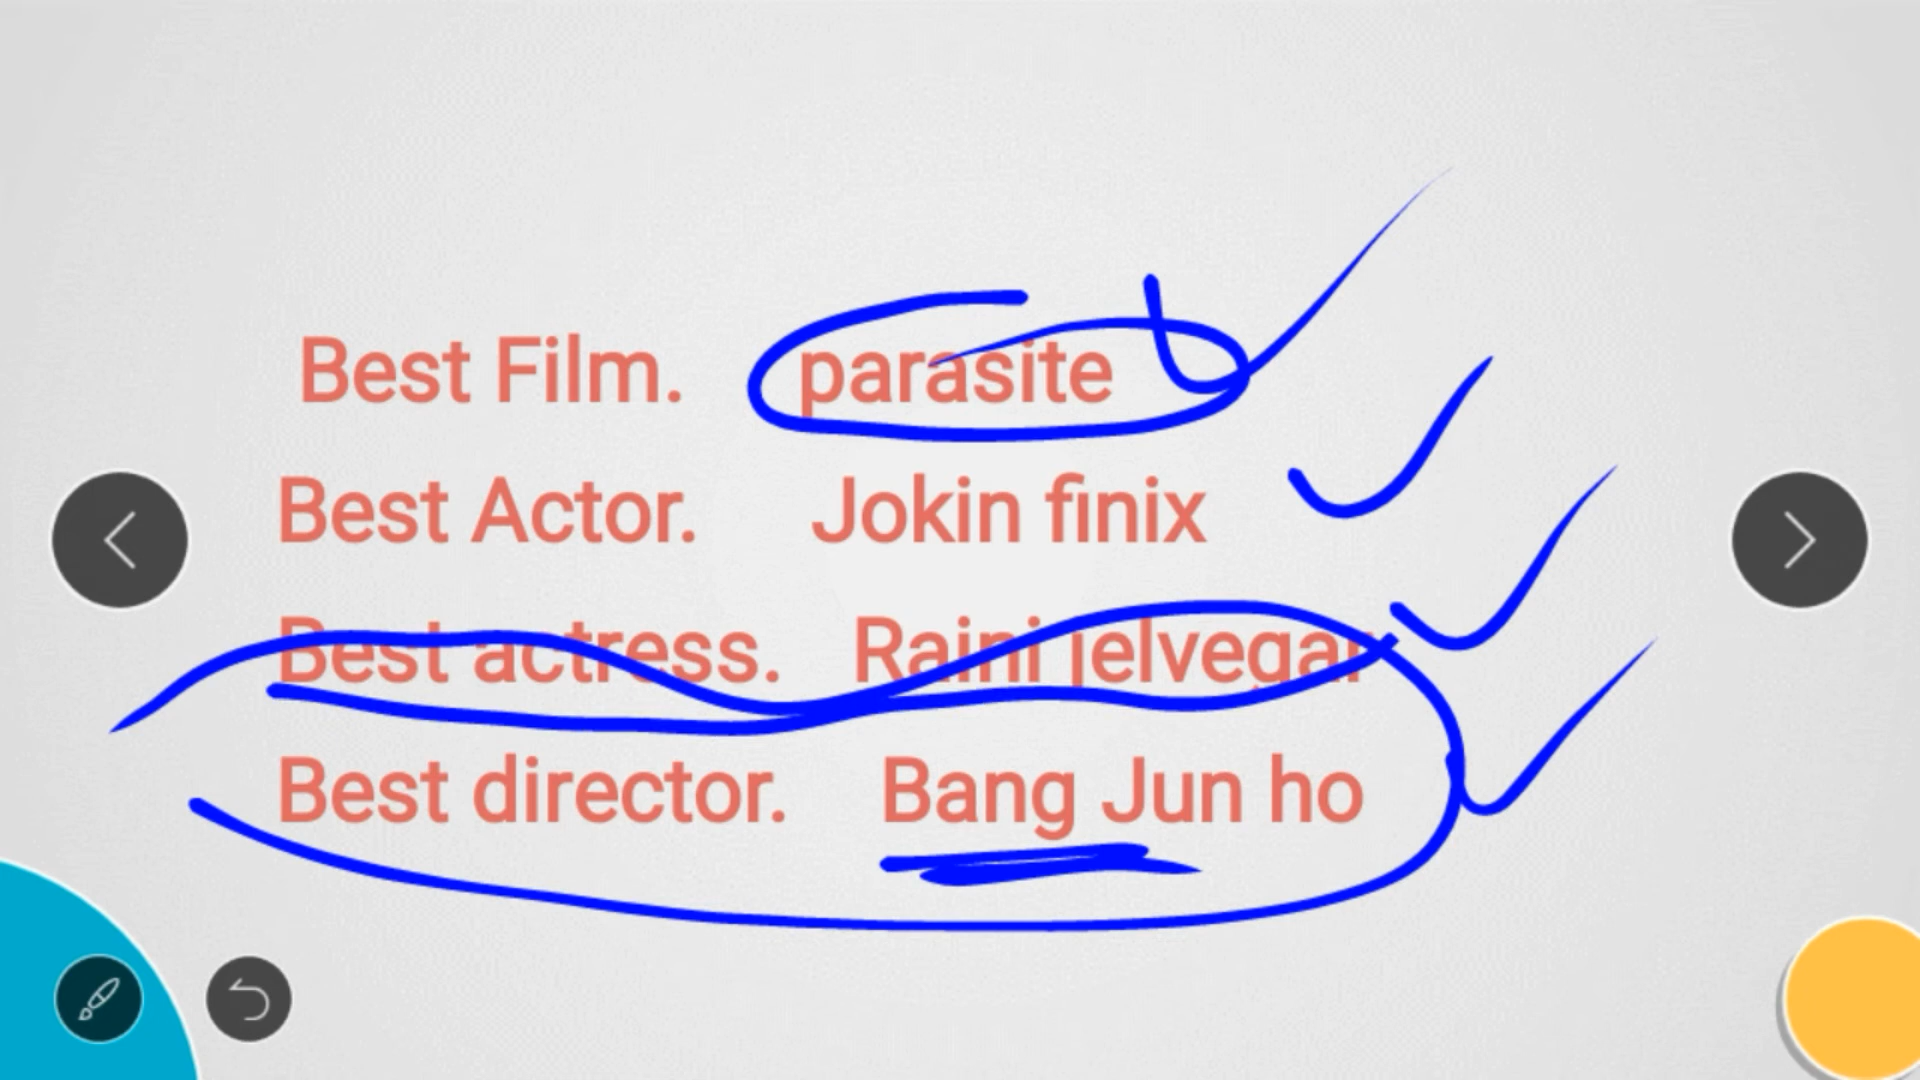 Best Film. parasite
Best Actor. Jokin finix
Best actress. Raini jelvegar
Best director. Bang Jun ho